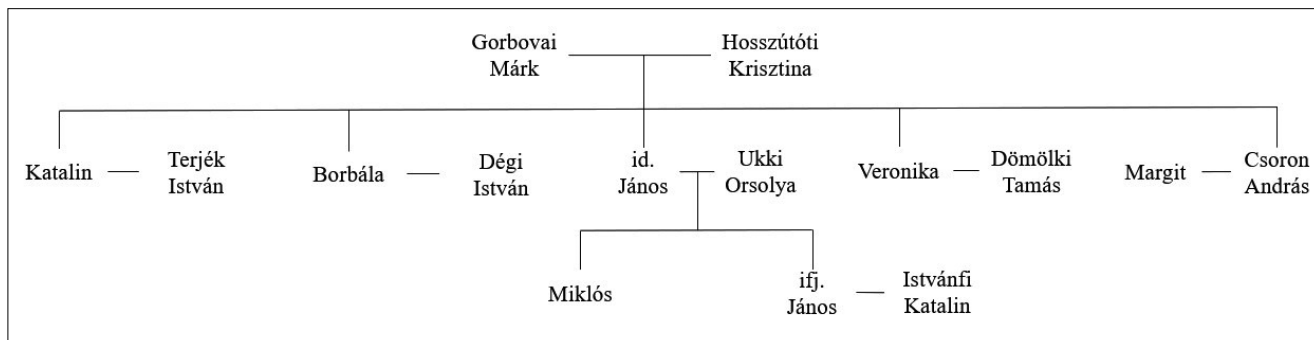 Gorbovai
Márk
Hosszútóti
Krisztina
Katalin
Terjék
István
Borbála
Dégi
István
id.
János
Ukki
Orsolya
Veronika
Dömölki
Tamás
Margit
Csoron
András
Miklós
ifj.
János
Istvánfi
Katalin